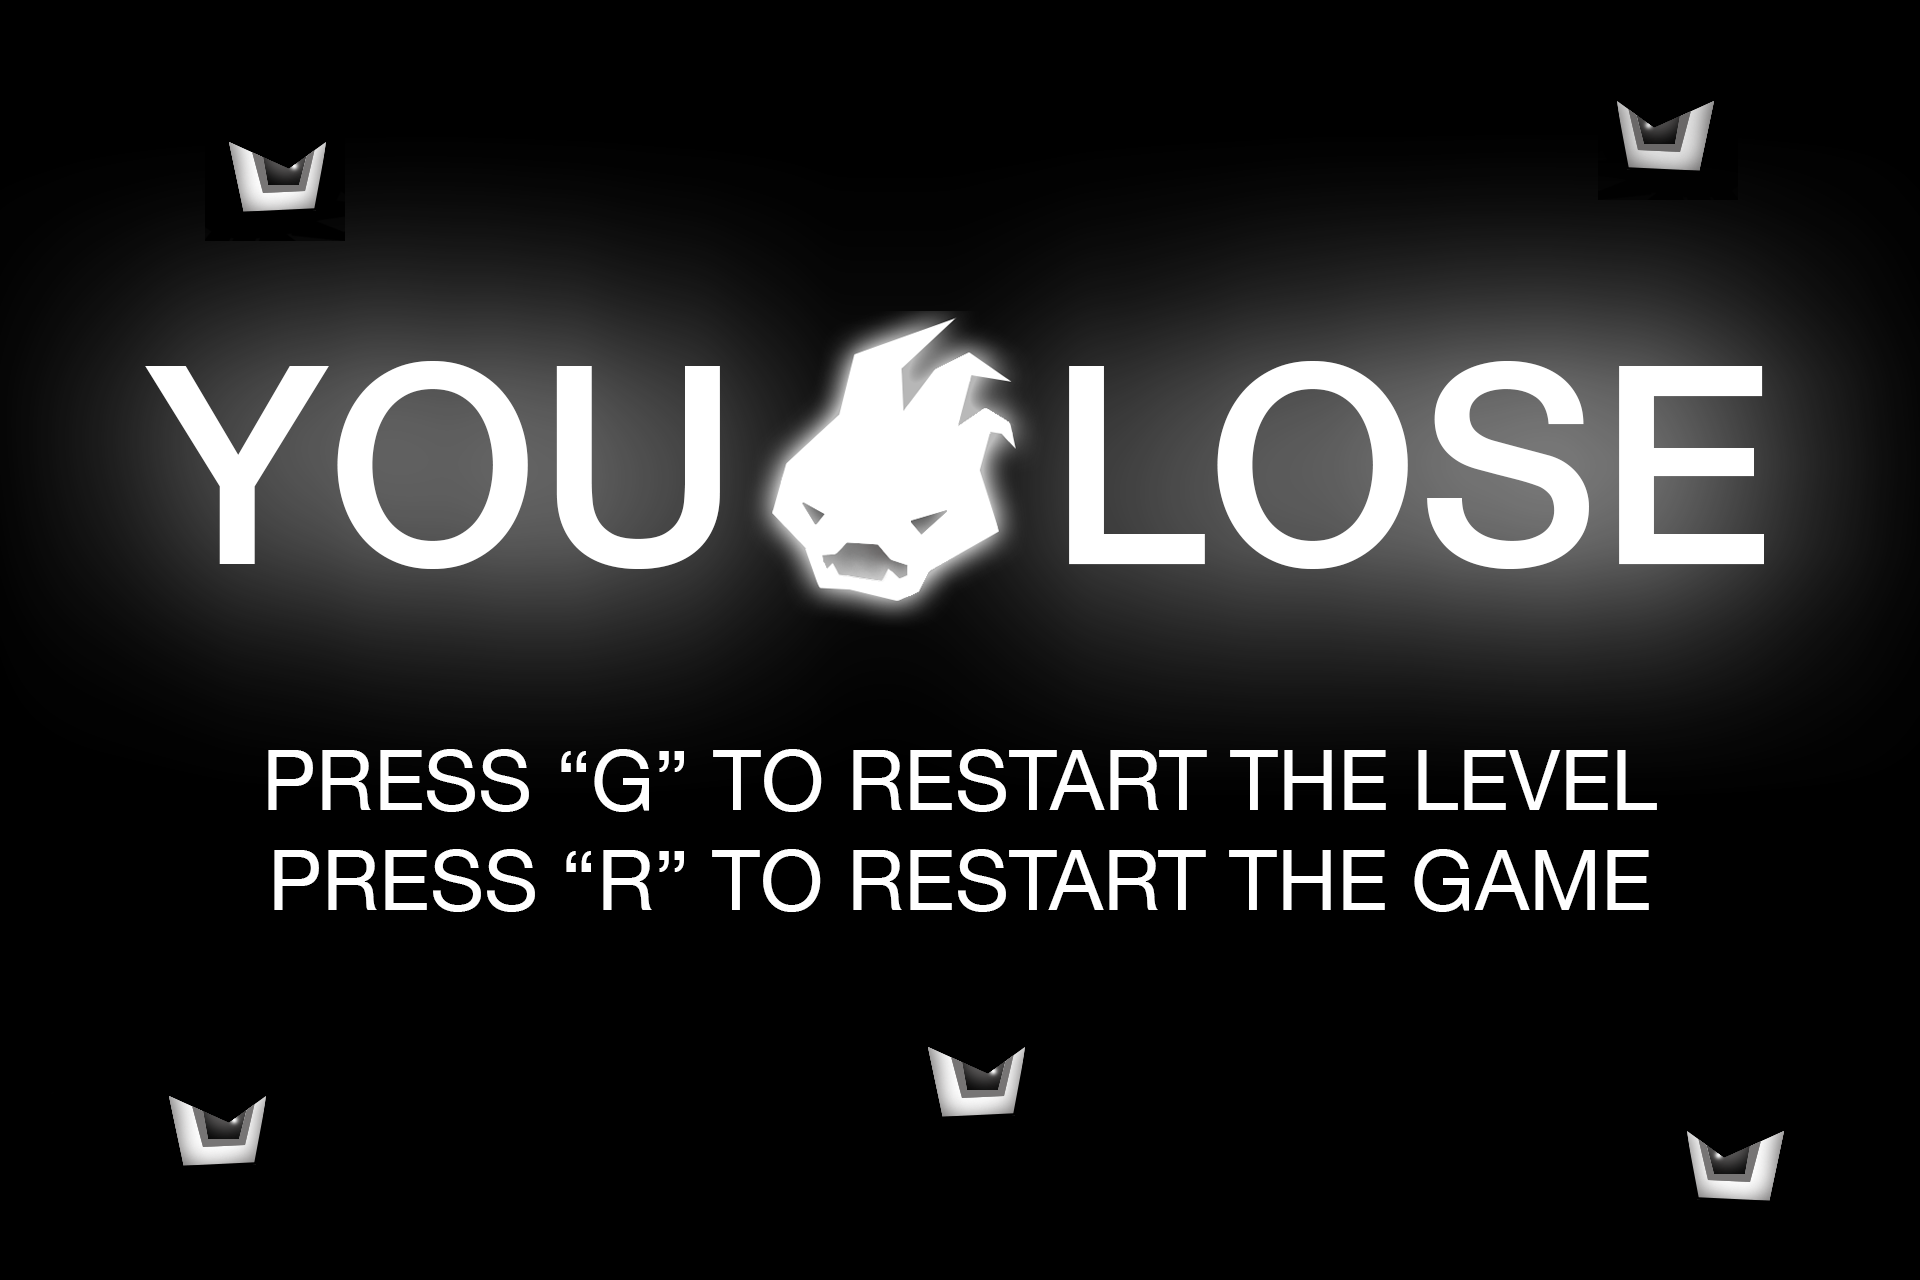 YOU LOSE
PRESS “G” TO RESTART THE LEVEL
PRESS “R” TO RESTART THE GAME